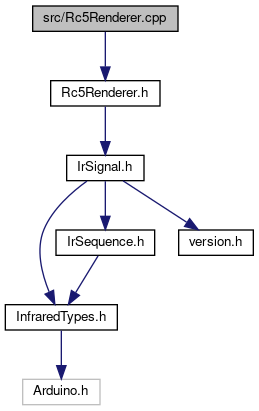 src/Rc5Renderer.cpp
Rc5Renderer.h
IrSignal.h
IrSequence.h
version.h
InfraredTypes.h
Arduino.h